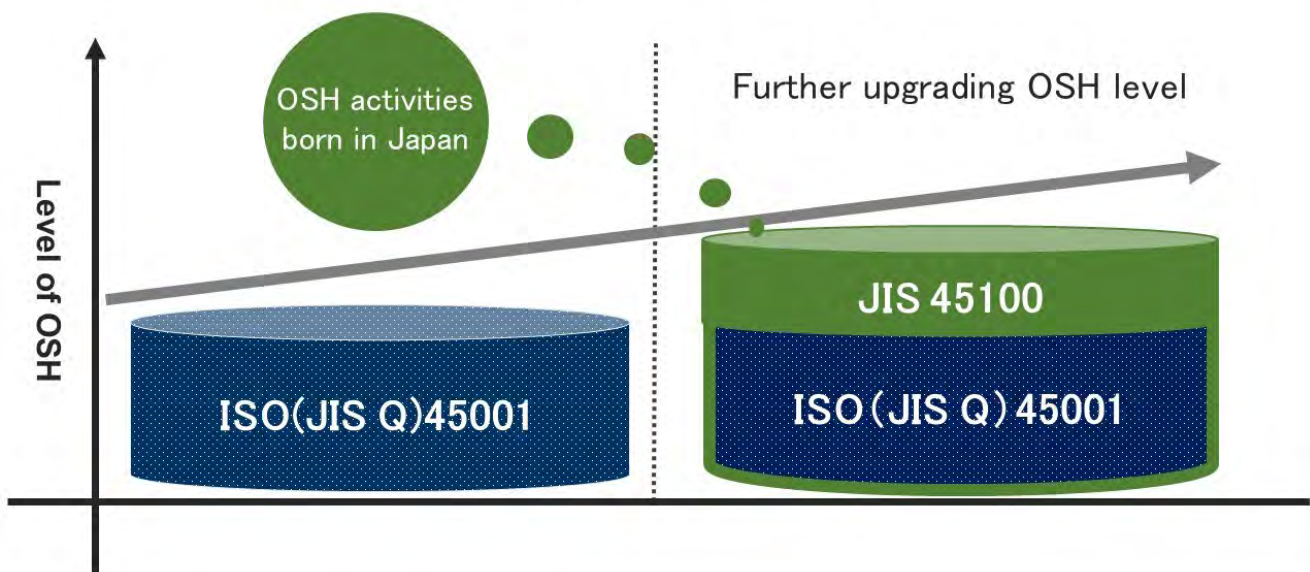 OSH activities
born in Japan
Further upgrading OSH level
Level of OSH
JIS 45100
ISO(JIS Q)45001
ISO（JIS Q）45001